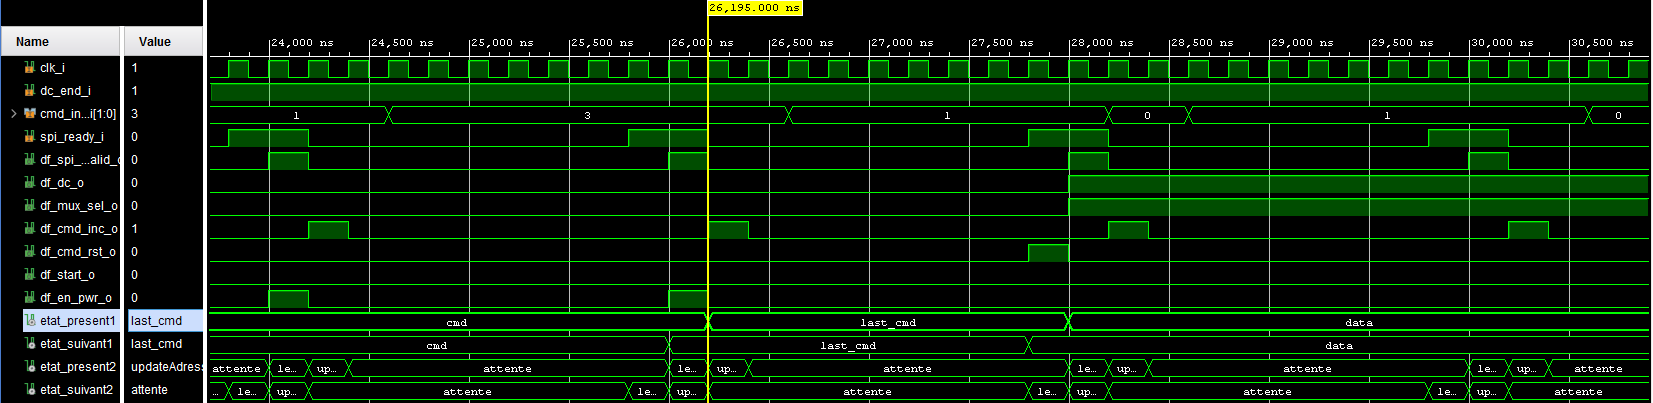 26,195.000 ns
Name Value
24,000 ns 24,500 ns 25,000 ns 25,500 ns 26,000 ns 26,500 ns 27,000 ns 27,500 ns 28,000 ns 28,500 ns 29,000 ns 29,500 ns 30,000 ns 30,500 ns
clk_i 1
dc_end_i 1
cmd_in...i[1:0] 3 1 3 1 0 1 0
spi_ready_i 0
df_spi_...alid_o 0
df_dc_o 0
df_mux_sel_o 0
df_cmd_inc_o 1
df_cmd_rst_o 0
df_start_o 0
df_en_pwr_o 0
etat_present1 last_cmd cmd last_cmd data
etat_suivant1 last_cmd cmd last_cmd data
etat_present2 updateAdres attente le... up... attente le... up... attente le... up... attente le... up... attente
etat_suivant2 attente ... le... up... attente le... up... attente le... up... attente le... up... attente